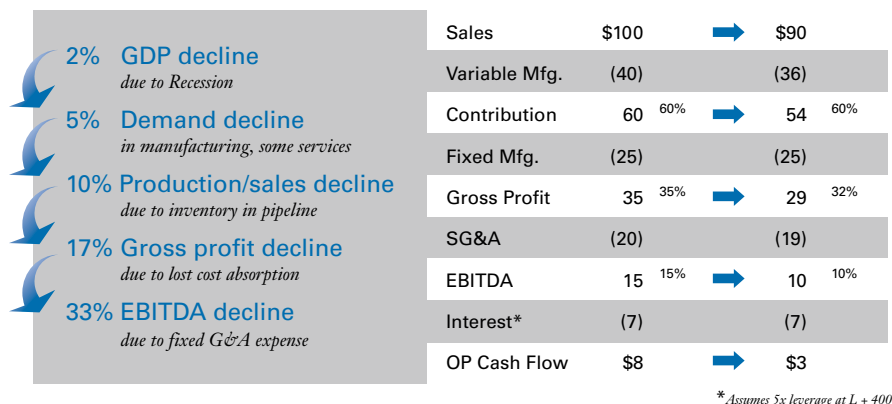 2% GDP decline
due to Recession
5% Demand decline
in manufacturing, some services
10% Production/sales decline
due to inventory in pipeline
17% Gross profit decline
due to lost cost absorption
33% EBITDA decline
due to fixed G&A expense
Sales $100 $90
Variable Mfg. (40) (36)
Contribution 60 60% 54 60%
Fixed Mfg. (25) (25)
Gross Profit 35 35% 29 32%
SG&A (20) (19)
EBITDA 15 15% 10 10%
Interest* (7) (7)
OP Cash Flow $8 $3
*Assumes 5x leverage at L + 400